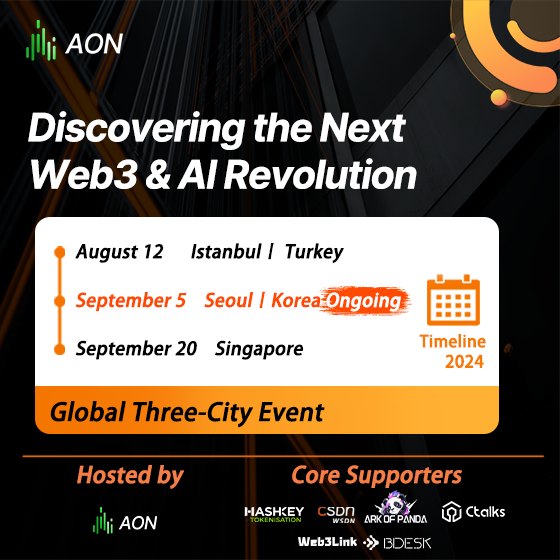 AON
Discovering the Next
Web3 & AI Revolution
August 12 Istanbul | Turkey
September 5 Seoul | Korea Ongoing
September 20 Singapore
Timeline
2024
Global Three-City Event
Hosted by
Core Supporters
AON
HASHKEY
TOKENISATION
CSDN
WSDN
ARK OF PANDA
Ctalks
Web3Link
BDESK